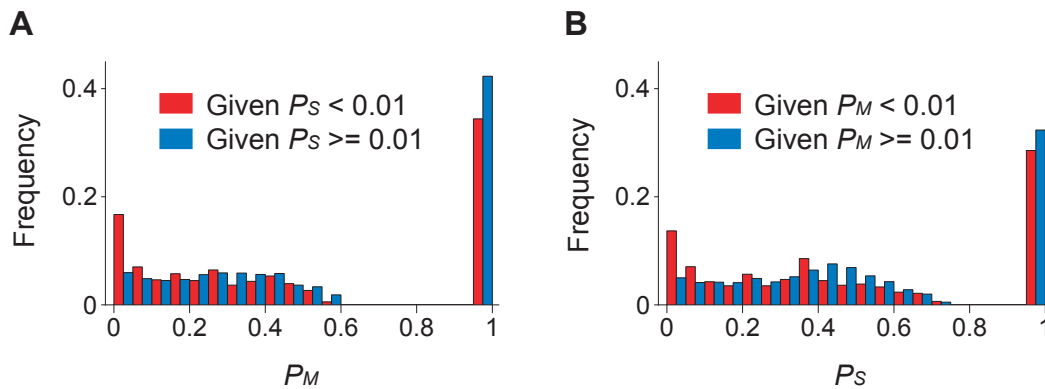 A
Frequency
0.4
0.2
0
Given PS < 0.01
Given PS >= 0.01
0 0.2 0.4 0.6 0.8 1
PM
B
Frequency
0.4
0.2
0
Given PM < 0.01
Given PM >= 0.01
0 0.2 0.4 0.6 0.8 1
PS